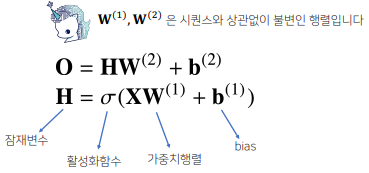 W(1), W(2) 은 시퀀스와 상관없이 불변인 행렬입니다
O = HW(2) + b(2)
H = σ(XW(1) + b(1))
잠재변수 활성화함수 가중치행렬 bias